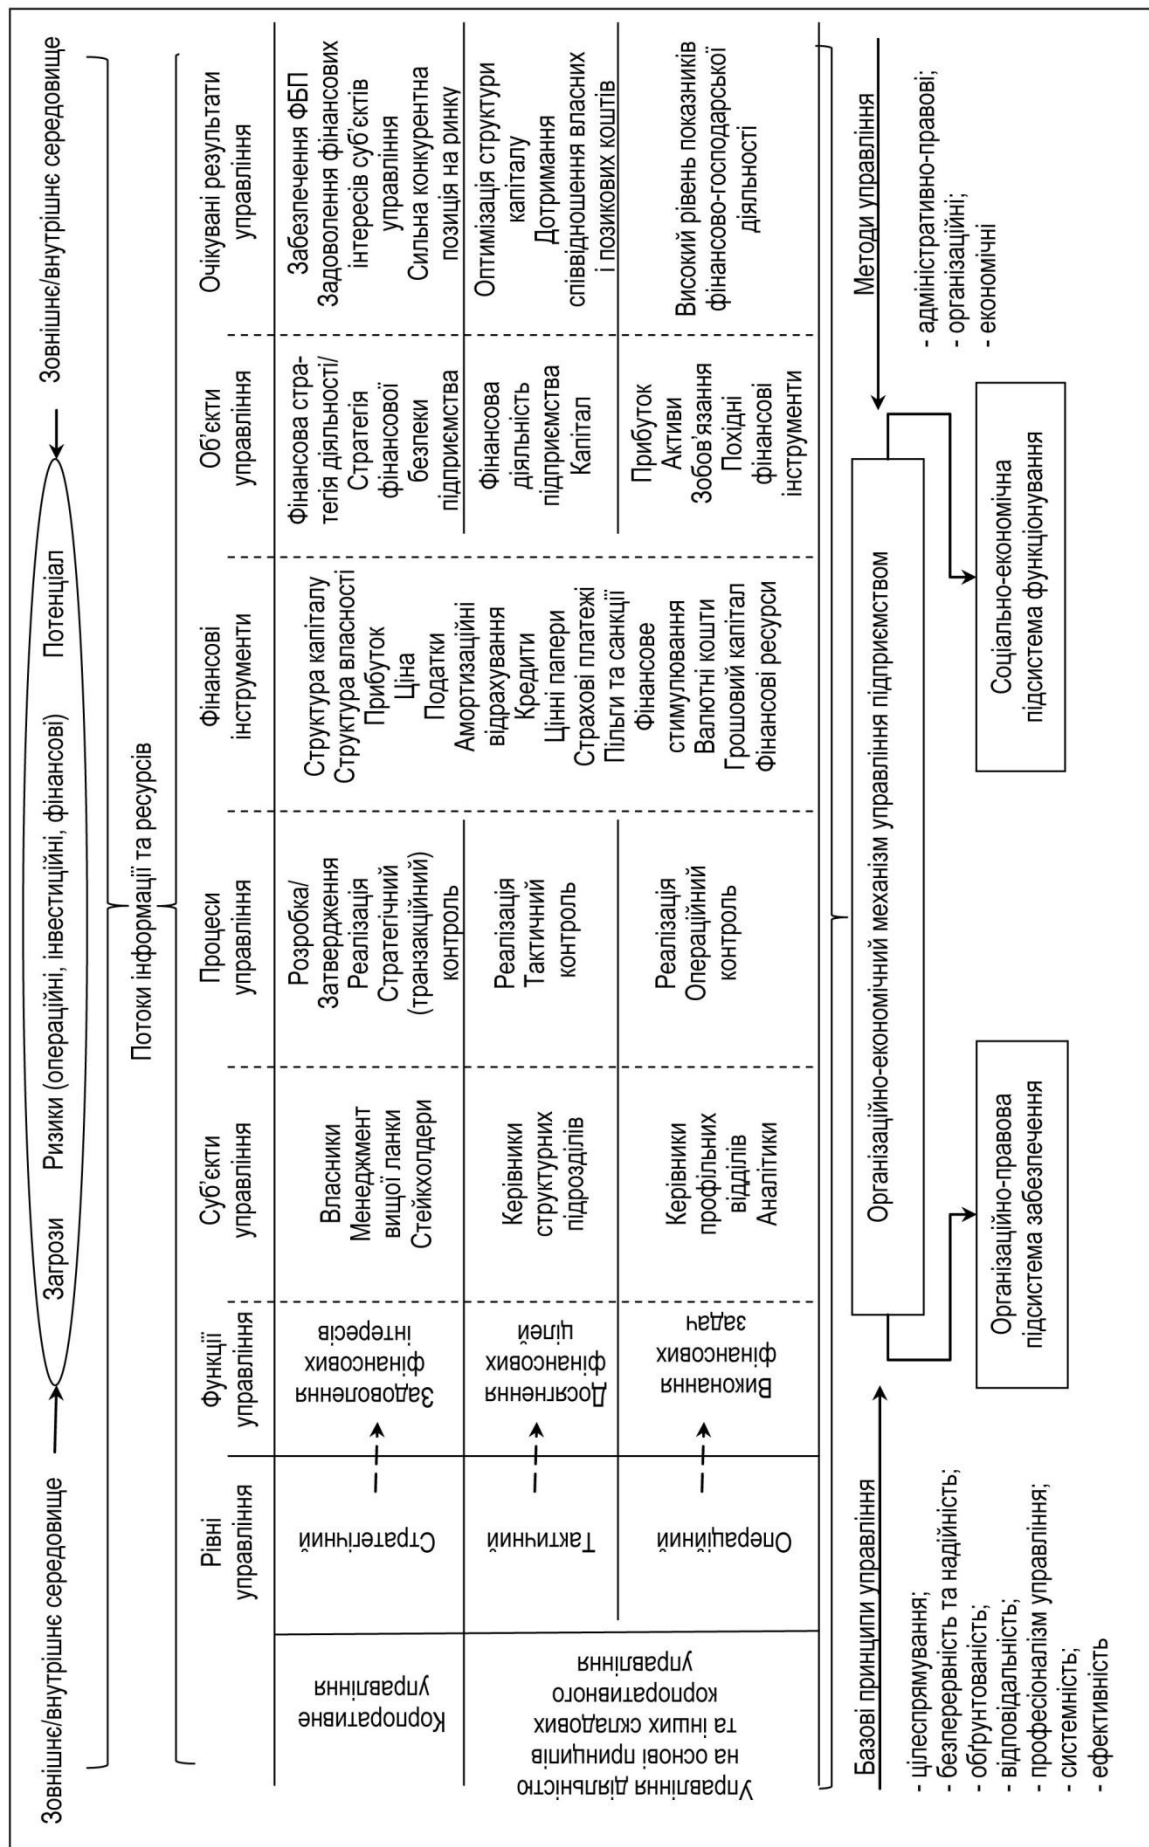 Зовнішнє/внутрішнє середовище
Загрози
Ризики (операційні, інвестиційні, фінансові)
Потенціал
Зовнішнє/внутрішнє середовище
Потоки інформації та ресурсів
Рівні
управління
Функції
управління
Суб’єкти
управління
Процеси
управління
Фінансові
інструменти
Об’єкти
управління
Очікувані результати
управління
Корпоративне
управління
Стратегічний
Задоволення
фінансових
інтересів
Власники
Менеджмент
вищої ланки
Стейкхолдери
Розробка/
Затвердження
Реалізація
Стратегічний
(транзакційний)
контроль
Структура капіталу
Структура власності
Прибуток
Ціна
Податки
Амортизаційні
відрахування
Кредити
Цінні папери
Страхові платежі
Пільги та санкції
Фінансове
стимулювання
Валютні кошти
Грошовий капітал
Фінансові ресурси
Фінансова стра-
тегія діяльності/
Стратегія
фінансової
безпеки
підприємства
Забезпечення ФБП
Задоволення фінансових
інтересів суб’єктів
управління
Сильна конкурентна
позиція на ринку
Управління діяльністю
на основі принципів
та інших складових
корпоративного
управління
Тактичний
Досягнення
фінансових
цілей
Керівники
структурних
підрозділів
Реалізація
Тактичний
контроль
Фінансова
діяльність
підприємства
Капітал
Оптимізація структури
капіталу
Дотримання
співвідношення власних
і позикових коштів
Операційний
Виконання
фінансових
задач
Керівники
профільних
відділів
Аналітики
Реалізація
Операційний
контроль
Прибуток
Активи
Зобов’язання
Похідні
фінансові
інструменти
Високий рівень показників
фінансово-господарської
діяльності
Базові принципи управління
- цілеспрямування;
- безперервність та надійність;
- обґрунтованість;
- відповідальність;
- професіоналізм управління;
- системність;
- ефективність
Організаційно-економічний механізм управління підприємством
Методи управління
- адміністративно-правові;
- організаційні;
- економічні
Організаційно-правова
підсистема забезпечення
Соціально-економічна
підсистема функціонування